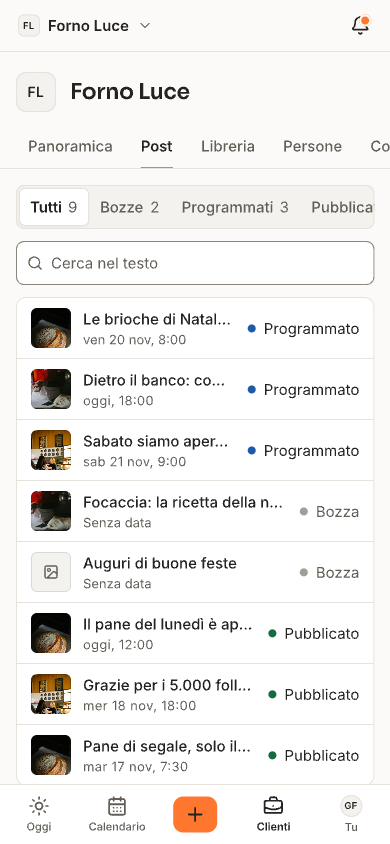 FL Forno Luce
FL Forno Luce
Panoramica Post Libreria Persone Co
Tutti 9 Bozze 2 Programmati 3 Pubblicat
Cerca nel testo
Le brioche di Natal... Programmato
ven 20 nov, 8:00
Dietro il banco: co... Programmato
oggi, 18:00
Sabato siamo aper... Programmato
sab 21 nov, 9:00
Focaccia: la ricetta della n... Bozza
Senza data
Auguri di buone feste Bozza
Senza data
Il pane del lunedì è ap... Pubblicato
oggi, 12:00
Grazie per i 5.000 foll... Pubblicato
mer 18 nov, 18:00
Pane di segale, solo il... Pubblicato
mar 17 nov, 7:30
Oggi Calendario Clienti GF Tu